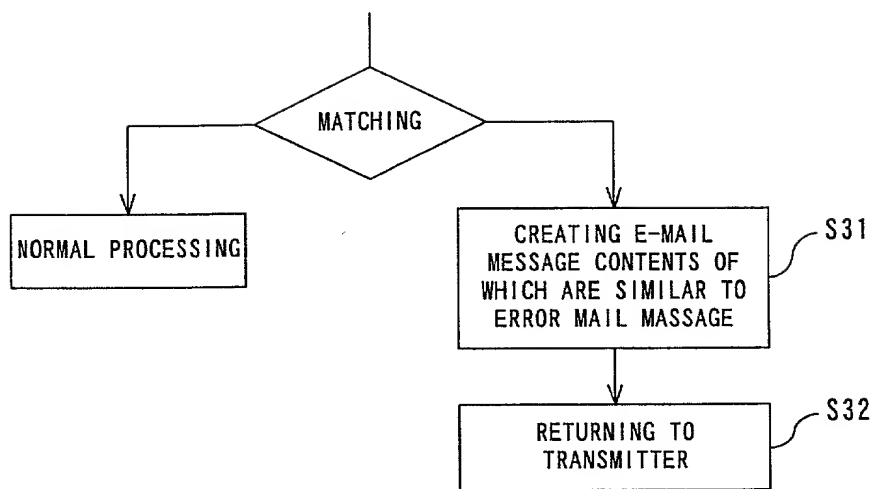 MATCHING
NORMAL PROCESSING
CREATING E-MAIL
MESSAGE CONTENTS OF
WHICH ARE SIMILAR TO
ERROR MAIL MASSAGE
S31
RETURNING TO
TRANSMITTER
S32